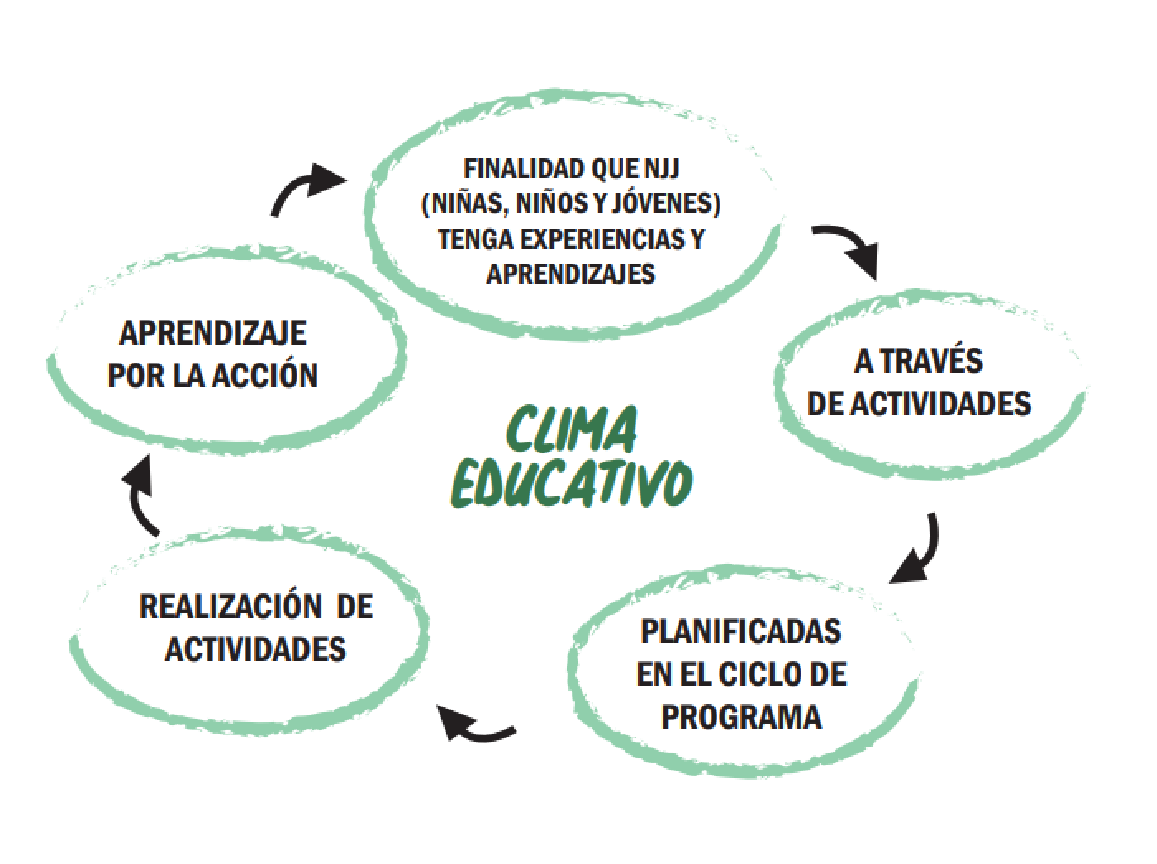 FINALIDAD QUE NJJ
(NIÑAS, NIÑOS Y JÓVENES)
TENGA EXPERIENCIAS Y
APRENDIZAJES
A TRAVÉS
DE ACTIVIDADES
PLANIFICADAS
EN EL CICLO DE
PROGRAMA
REALIZACIÓN DE
ACTIVIDADES
APRENDIZAJE
POR LA ACCIÓN
CLIMA
EDUCATIVO